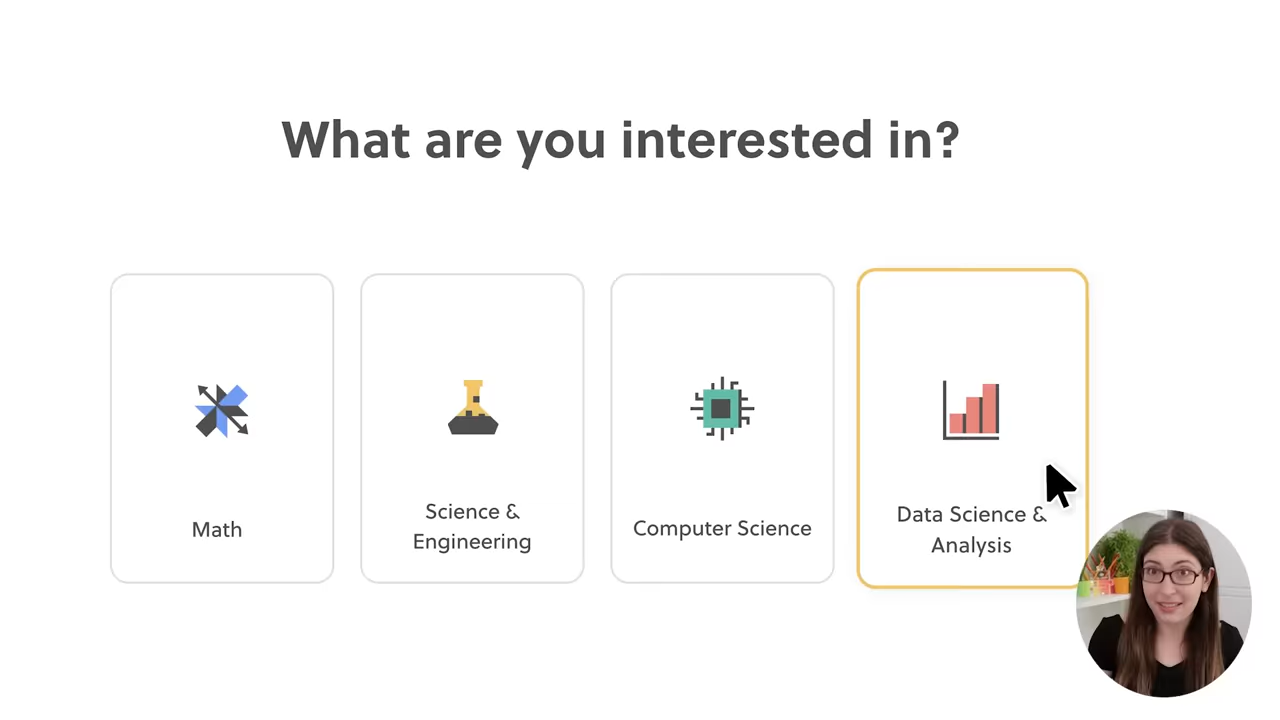 What are you interested in?
Math
Science &
Engineering
Computer Science
Data Science &
Analysis